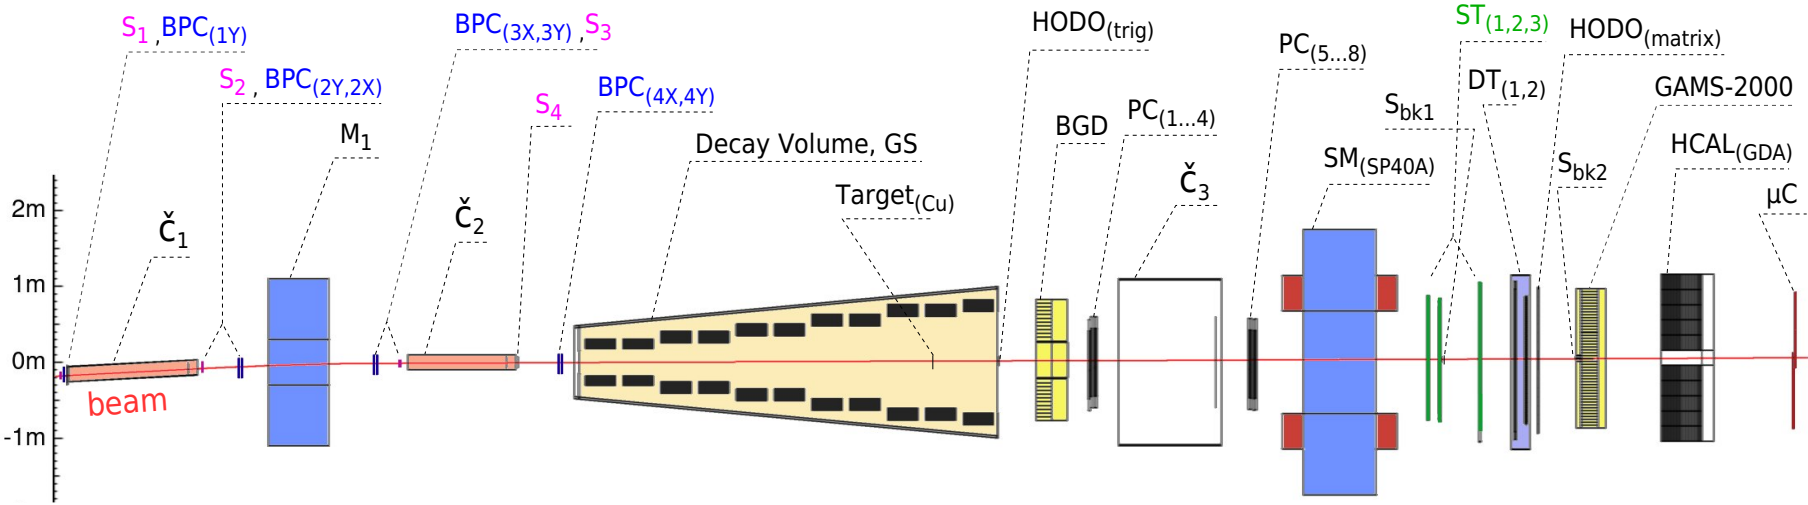 S1 ,BPC(1Y)
S2 , BPC(2Y,2X)
M1
Č1
BPC(3X,3Y) ,S3
S4
Č2
BPC(4X,4Y)
Decay Volume, GS
Target(Cu)
HODO(trig)
BGD
PC(1...4)
Č3
PC(5...8)
SM(SP40A)
ST(1,2,3)
Sbk1
DT(1,2)
HODO(matrix)
Sbk2
GAMS-2000
HCAL(GDA)
μC
2m
1m
0m
-1m
beam